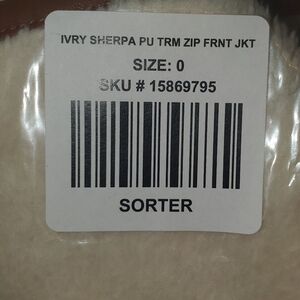 IVRY SHERPA PU TRM ZIP FRNT JKT
SIZE: 0
SKU # 15869795
SORTER